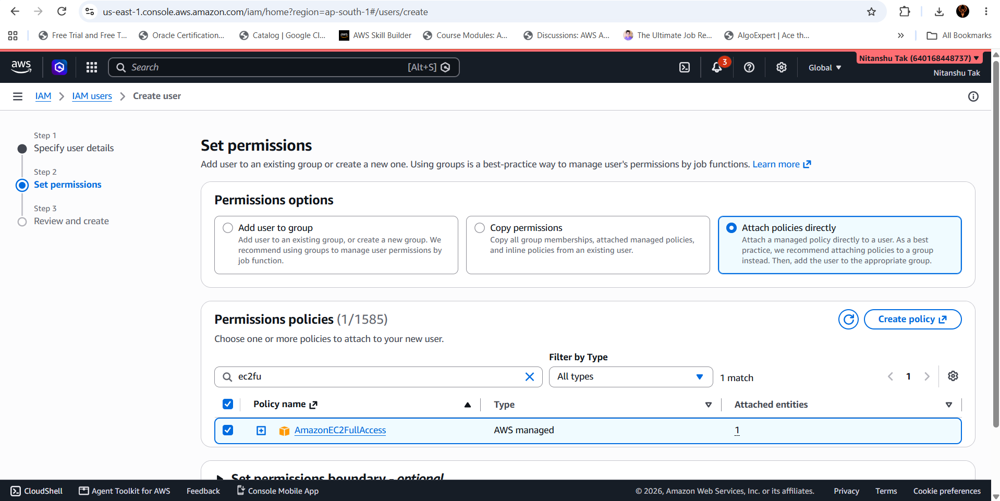 us-east-1.console.aws.amazon.com/iam/home?region=ap-south-1#/users/create
Free Trial and Free T...
Oracle Certification...
Catalog | Google Cl...
aws
AWS Skill Builder
Course Modules: A...
Discussions: AWS A...
The Ultimate Job Re...
AlgoExpert | Ace th...
All Bookmarks
aws
Search
[Alt+S]
3
Global
Nitanshu Tak (640168448737)
Nitanshu Tak
IAM
IAM users
Create user
Step 1
Specify user details
Step 2
Set permissions
Step 3
Review and create
Set permissions
Add user to an existing group or create a new one. Using groups is a best-practice way to manage user's permissions by job functions. Learn more
Permissions options
Add user to group
Add user to an existing group, or create a new group. We
recommend using groups to manage user permissions by
job function.
Copy permissions
Copy all group memberships, attached managed policies,
and inline policies from an existing user.
Attach policies directly
Attach a managed policy directly to a user. As a best
practice, we recommend attaching policies to a group
instead. Then, add the user to the appropriate group.
Permissions policies (1/1585)
Create policy
Choose one or more policies to attach to your new user.
Filter by Type
ec2fu
All types
1 match
1
Policy name
Type
Attached entities
AmazonEC2FullAccess
AWS managed
1
Set permissions boundary - optional
CloudShell
Agent Toolkit for AWS
Feedback
Console Mobile App
© 2026, Amazon Web Services, Inc. or its affiliates.
Privacy
Terms
Cookie preferences